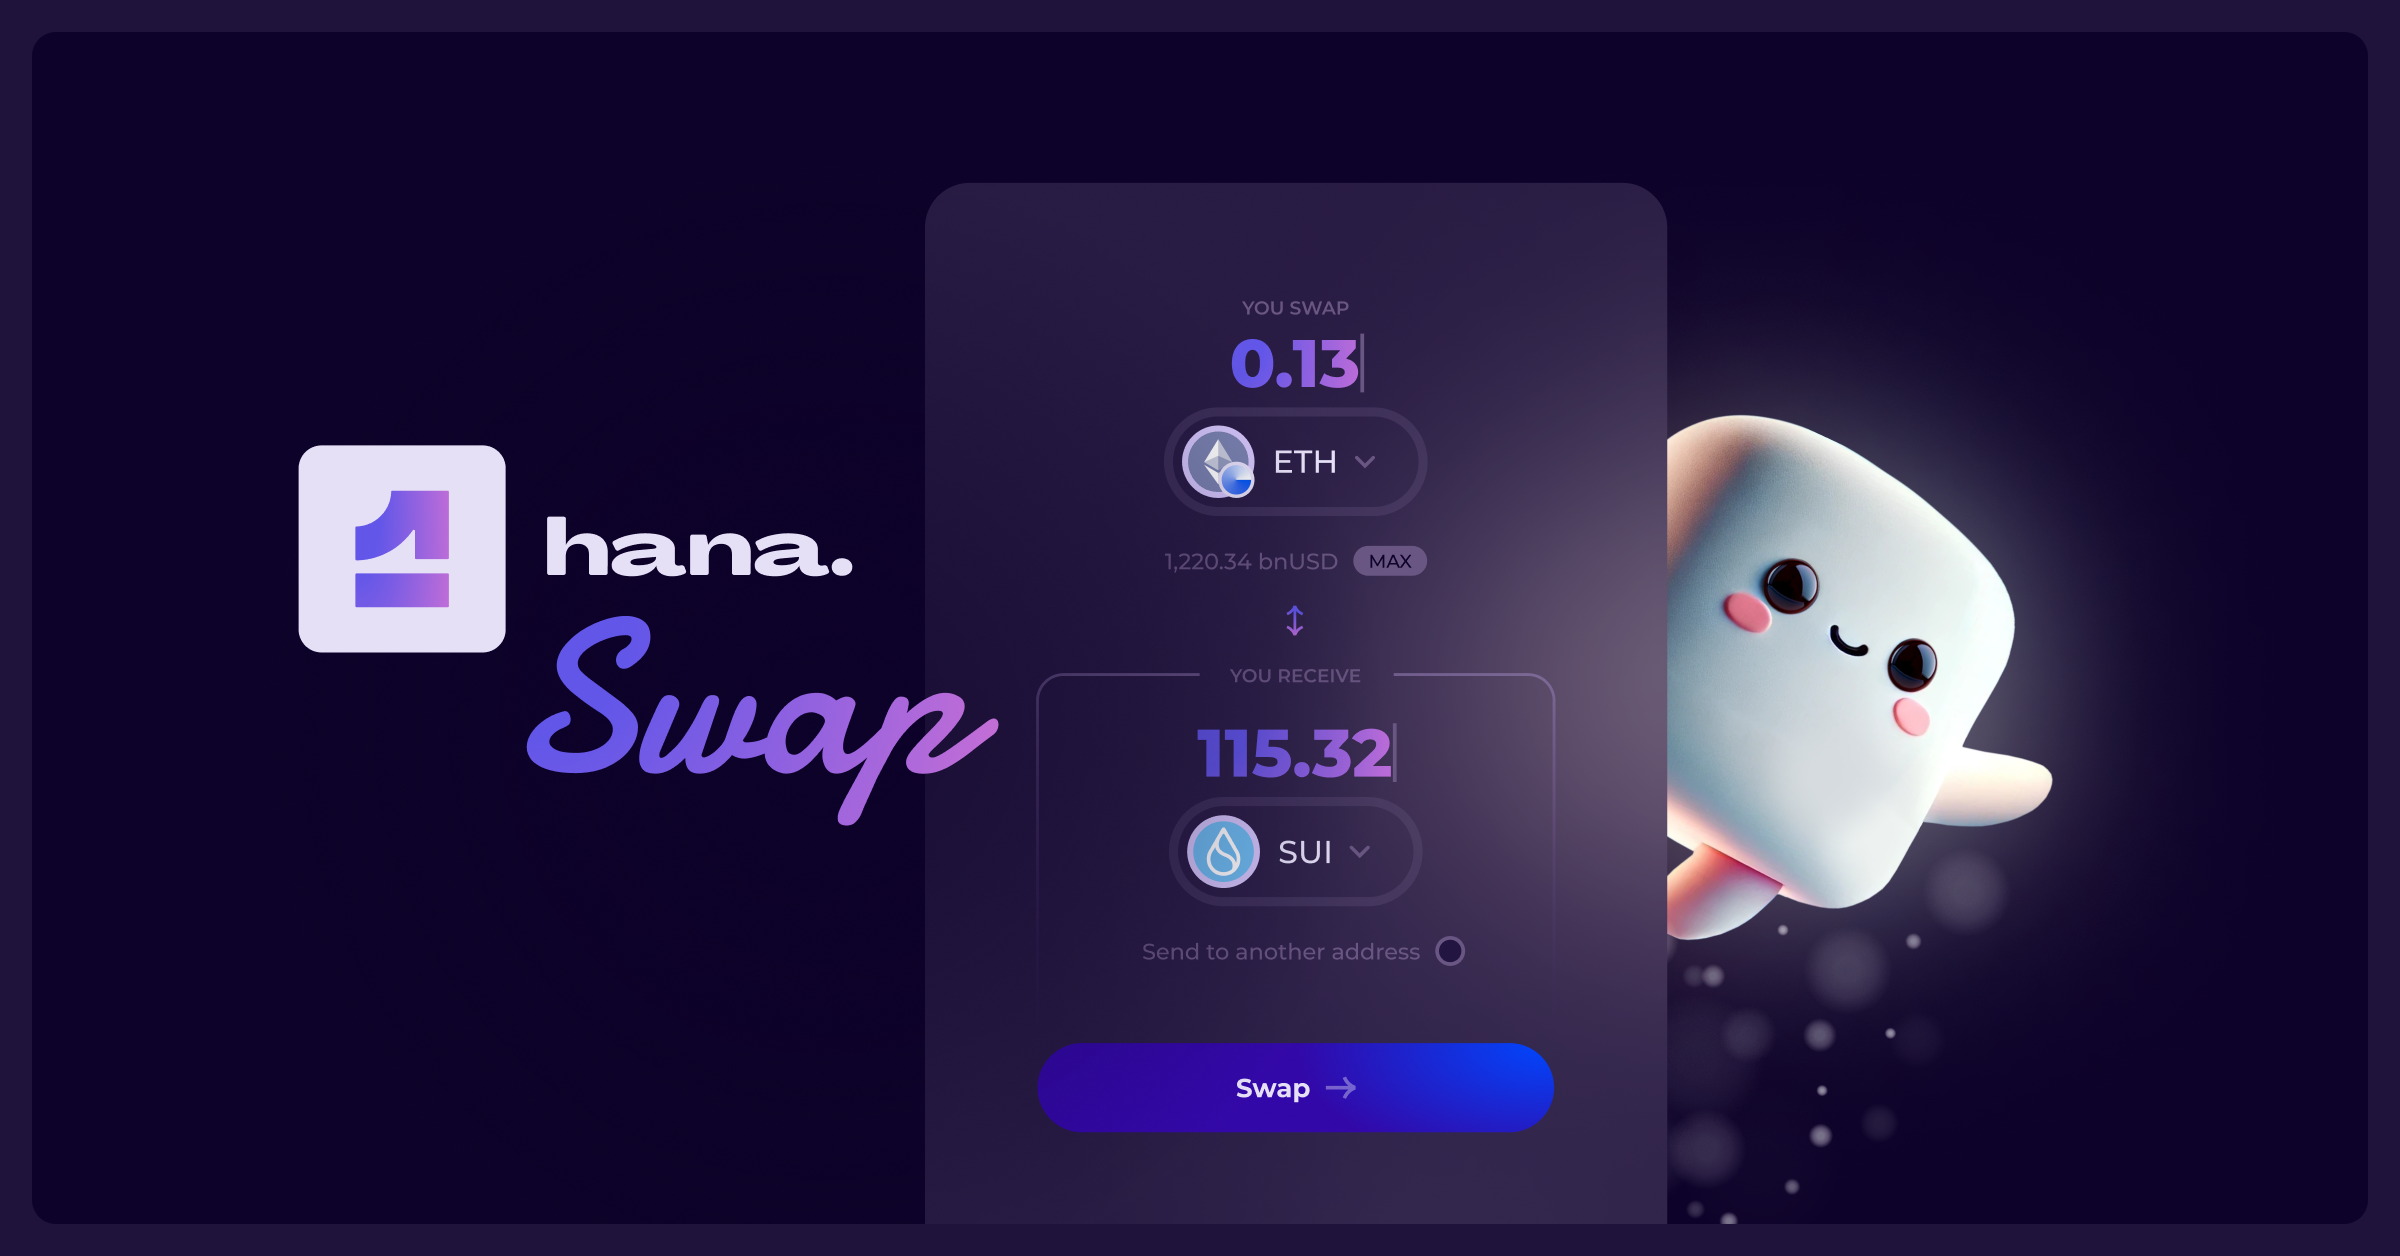 hana.
Swap
YOU SWAP
0.13
ETH
1,220.34 bnUSD MAX
YOU RECEIVE
115.32
SUI
Send to another address
Swap